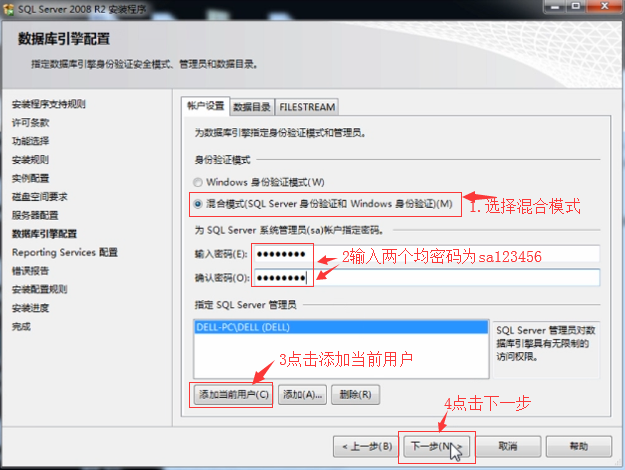 SQL Server 2008 R2 安装程序
数据库引擎配置
指定数据库引擎身份验证安全模式、管理员和数据目录。
安装程序支持规则
许可条款
功能选择
安装规则
实例配置
磁盘空间要求
服务器配置
数据库引擎配置
Reporting Services 配置
错误报告
安装配置规则
安装进度
完成
帐户设置 数据目录 FILESTREAM
为数据库引擎指定身份验证模式和管理员。
身份验证模式
Windows 身份验证模式(W)
混合模式(SQL Server 身份验证和 Windows 身份验证)(M)
1.选择混合模式
为 SQL Server 系统管理员(sa)帐户指定密码。
输入密码(E): ●●●●●●●●
2输入两个均密码为sa123456
确认密码(O): ●●●●●●●●
指定 SQL Server 管理员
DELL-PC\DELL (DELL)
SQL Server 管理员对数
据库引擎具有无限制的
访问权限。
3点击添加当前用户
添加当前用户(C) 添加(A)... 删除(R)
4点击下一步
< 上一步(B) 下一步(N) > 取消 帮助